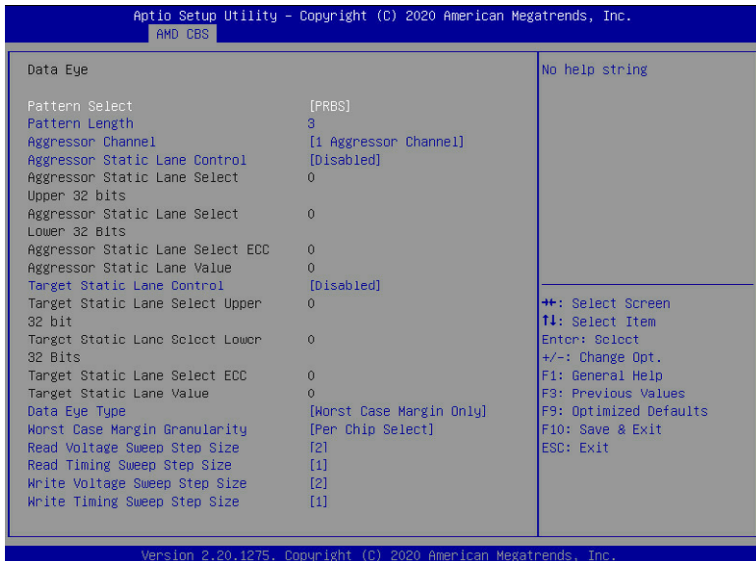 Aptio Setup Utility – Copyright (C) 2020 American Megatrends, Inc.
AMD CBS
Data Eye
No help string
Pattern Select [PRBS]
Pattern Length 3
Aggressor Channel [1 Aggressor Channel]
Aggressor Static Lane Control [Disabled]
Aggressor Static Lane Select 0
Upper 32 bits
Aggressor Static Lane Select 0
Lower 32 Bits
Aggressor Static Lane Select ECC 0
Aggressor Static Lane Value 0
Target Static Lane Control [Disabled]
Target Static Lane Select Upper 0
32 bit
Target Static Lane Select Lower 0
32 Bits
Target Static Lane Select ECC 0
Target Static Lane Value 0
Data Eye Type [Worst Case Margin Only]
Worst Case Margin Granularity [Per Chip Select]
Read Voltage Sweep Step Size [2]
Read Timing Sweep Step Size [1]
Write Voltage Sweep Step Size [2]
Write Timing Sweep Step Size [1]
→←: Select Screen
↑↓: Select Item
Enter: Select
+/-: Change Opt.
F1: General Help
F3: Previous Values
F9: Optimized Defaults
F10: Save & Exit
ESC: Exit
Version 2.20.1275. Copyright (C) 2020 American Megatrends, Inc.